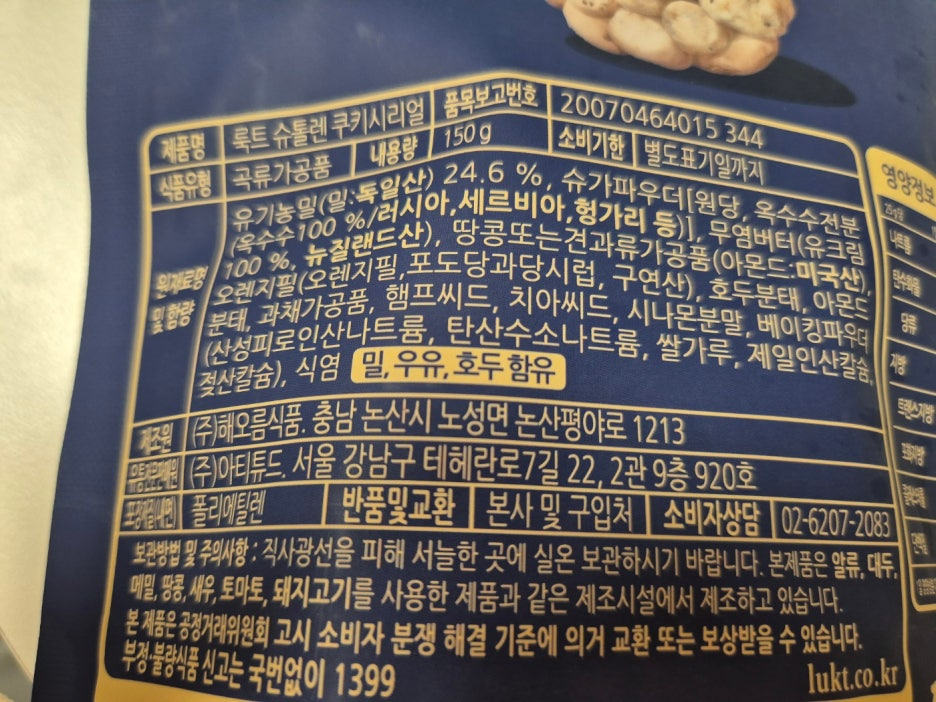 제품명 룩트 슈톨렌 쿠키시리얼 품목보고번호 20070464015 344
식품유형 곡류가공품 내용량 150 g 소비기한 별도표기일까지
원재료명 및 함량
유기농밀(밀:독일산) 24.6 %, 슈가파우더[원당, 옥수수전분
(옥수수100 %/러시아,세르비아,헝가리 등)], 무염버터(유크림
100 %, 뉴질랜드산), 땅콩또는견과류가공품(아몬드:미국산),
오렌지필(오렌지필,포도당과당시럽, 구연산), 호두분태, 아몬드
분태, 과채가공품, 햄프씨드, 치아씨드, 시나몬분말, 베이킹파우더
(산성피로인산나트륨, 탄산수소나트륨, 쌀가루, 제일인산칼슘,
젖산칼슘), 식염 밀, 우유, 호두 함유
제조원 (주)해오름식품. 충남 논산시 노성면 논산평야로 1213
유통전문판매원 (주)아티튜드. 서울 강남구 테헤란로7길 22, 2관 9층 920호
포장재질(내면) 폴리에틸렌 반품및교환 본사 및 구입처 소비자상담 02-6207-2083
보관방법 및 주의사항 : 직사광선을 피해 서늘한 곳에 실온 보관하시기 바랍니다. 본제품은 알류, 대두,
메밀, 땅콩, 새우, 토마토, 돼지고기를 사용한 제품과 같은 제조시설에서 제조하고 있습니다.
본 제품은 공정거래위원회 고시 소비자 분쟁 해결 기준에 의거 교환 또는 보상받을 수 있습니다.
부정·불량식품 신고는 국번없이 1399
lukt.co.kr
영양정보
나트륨
탄수화물
당류
지방
트랜스지방
포화지방
콜레스테롤
단백질